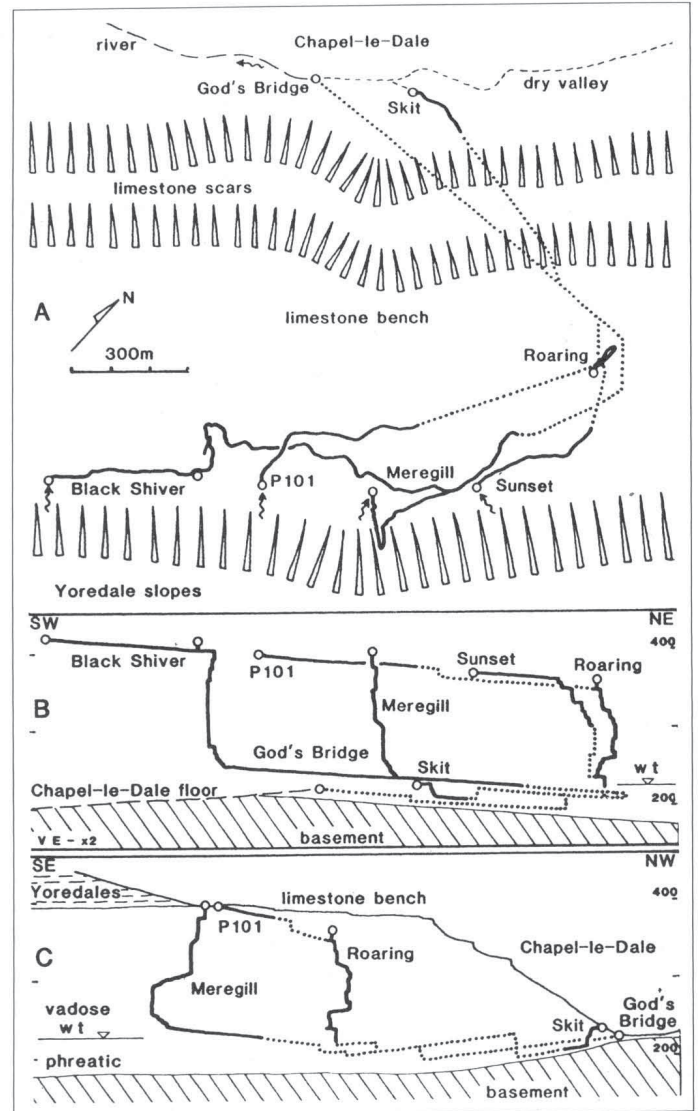 river
Chapel-le-Dale
God's Bridge
Skit
dry valley
limestone scars
A
N
limestone bench
300m
Roaring
Black Shiver
P101
Meregill
Sunset
Yoredale slopes
SW
NE
400
Black Shiver
P101
Sunset
Roaring
Meregill
B
God's Bridge
Skit
wt
Chapel-le-Dale floor
200
VE - x2
basement
SE
NW
Yoredales
limestone bench
400
P101
C
Roaring
Chapel-le-Dale
Meregill
God's
Bridge
vadose
wt
Skit
phreatic
200
basement